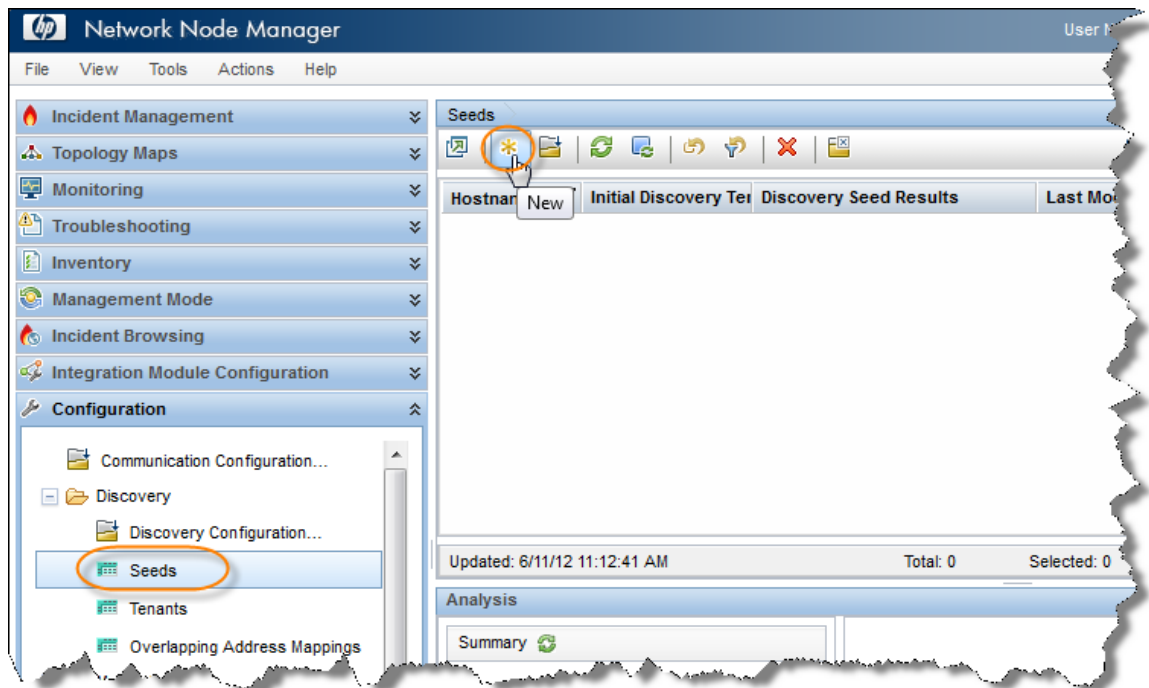 hp Network Node Manager User N
File View Tools Actions Help
Incident Management
Topology Maps
Monitoring
Troubleshooting
Inventory
Management Mode
Incident Browsing
Integration Module Configuration
Configuration
Communication Configuration...
Discovery
Discovery Configuration...
Seeds
Tenants
Overlapping Address Mappings
Seeds
Hostnar Initial Discovery Ter Discovery Seed Results Last Mo
New
Updated: 6/11/12 11:12:41 AM Total: 0 Selected: 0
Analysis
Summary